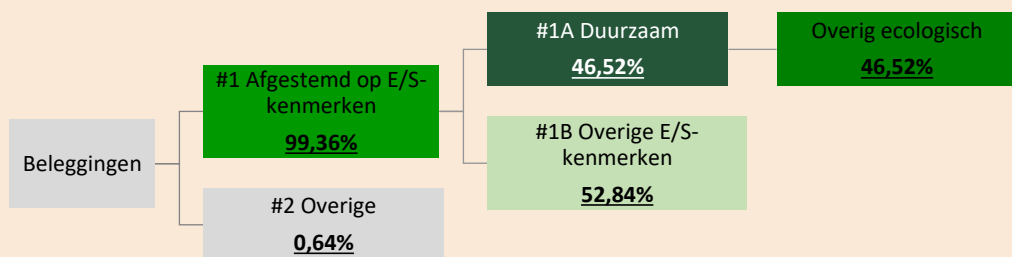 Beleggingen
#1 Afgestemd op E/S-
kenmerken
99,36%
#2 Overige
0,64%
#1A Duurzaam
46,52%
#1B Overige E/S-
kenmerken
52,84%
Overig ecologisch
46,52%